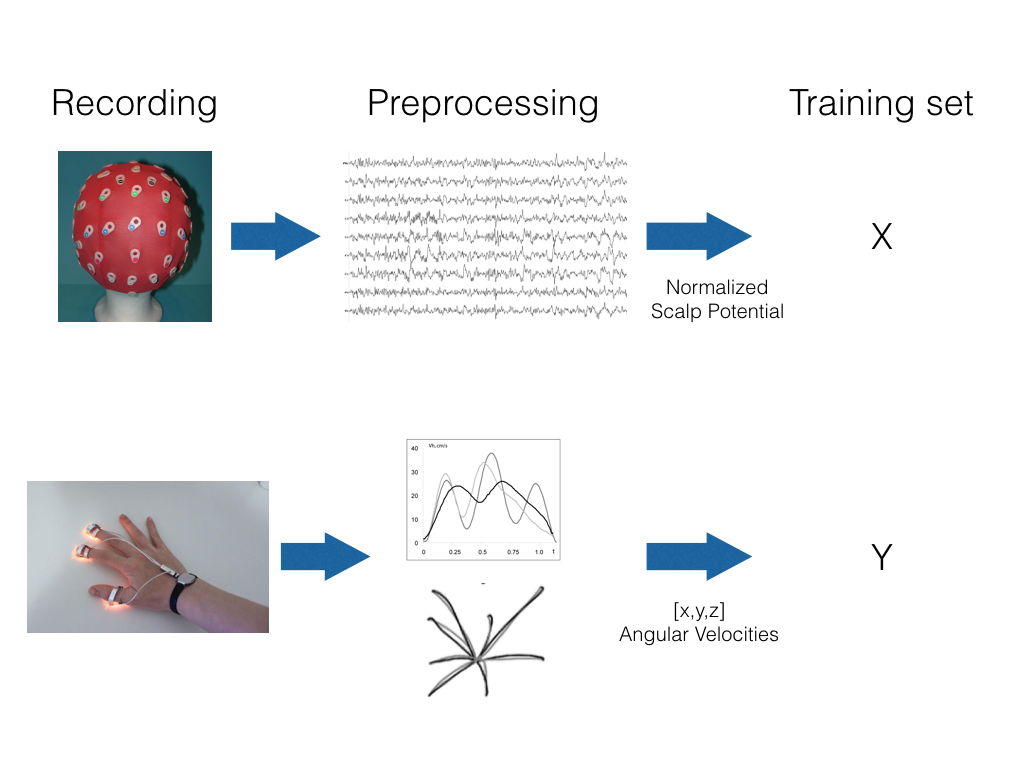 Recording
Preprocessing
Training set
X
Normalized
Scalp Potential
Vh, cm/s
40
30
20
10
0
0 0.25 0.5 0.75 1.0 t
Y
[x,y,z]
Angular Velocities